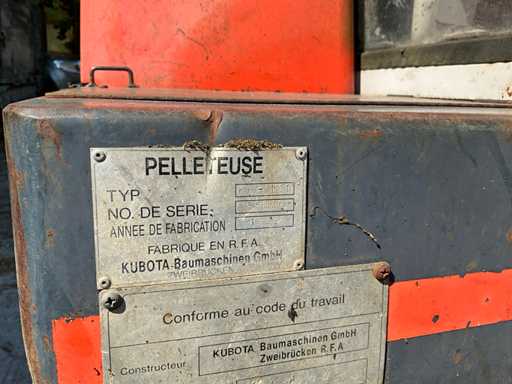 PELLETEUSE
TYP
NO. DE SERIE:
ANNEE DE FABRICATION
FABRIQUE EN R.F.A.
KUBOTA-Baumaschinen GmbH
ZWEIBRÜCKEN
Conforme au code du travail
Constructeur
KUBOTA Baumaschinen GmbH
Zweibrücken R.F.A